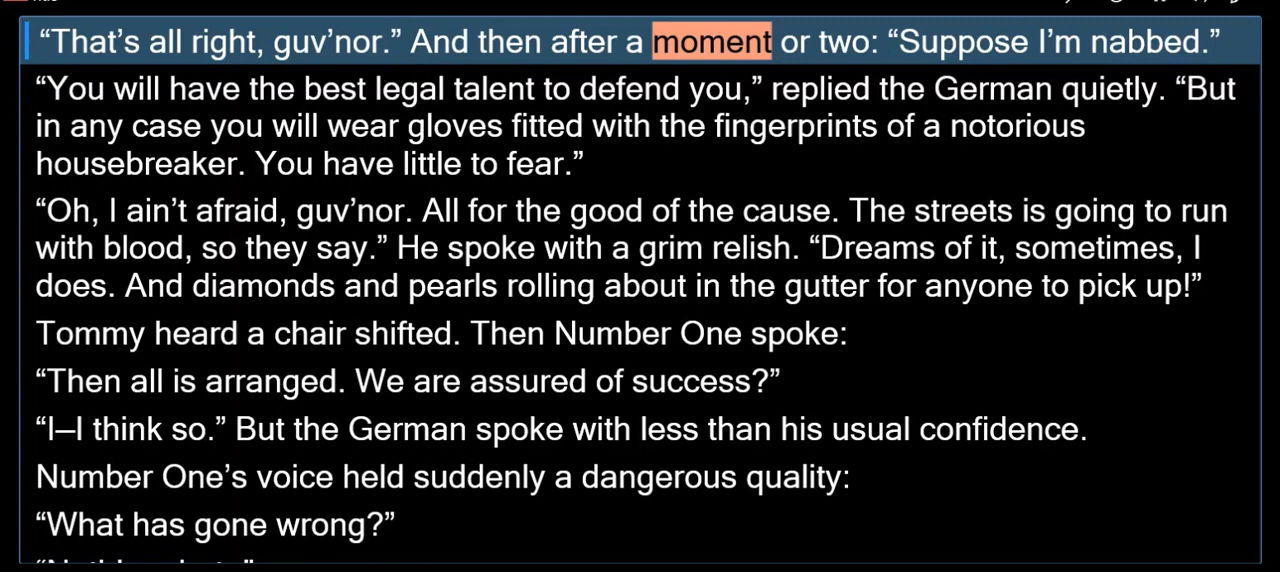 “That’s all right, guv’nor.” And then after a moment or two: “Suppose I’m nabbed.”
“You will have the best legal talent to defend you,” replied the German quietly. “But
in any case you will wear gloves fitted with the fingerprints of a notorious
housebreaker. You have little to fear.”
“Oh, I ain’t afraid, guv’nor. All for the good of the cause. The streets is going to run
with blood, so they say.” He spoke with a grim relish. “Dreams of it, sometimes, I
does. And diamonds and pearls rolling about in the gutter for anyone to pick up!”
Tommy heard a chair shifted. Then Number One spoke:
“Then all is arranged. We are assured of success?”
“I—I think so.” But the German spoke with less than his usual confidence.
Number One’s voice held suddenly a dangerous quality:
“What has gone wrong?”